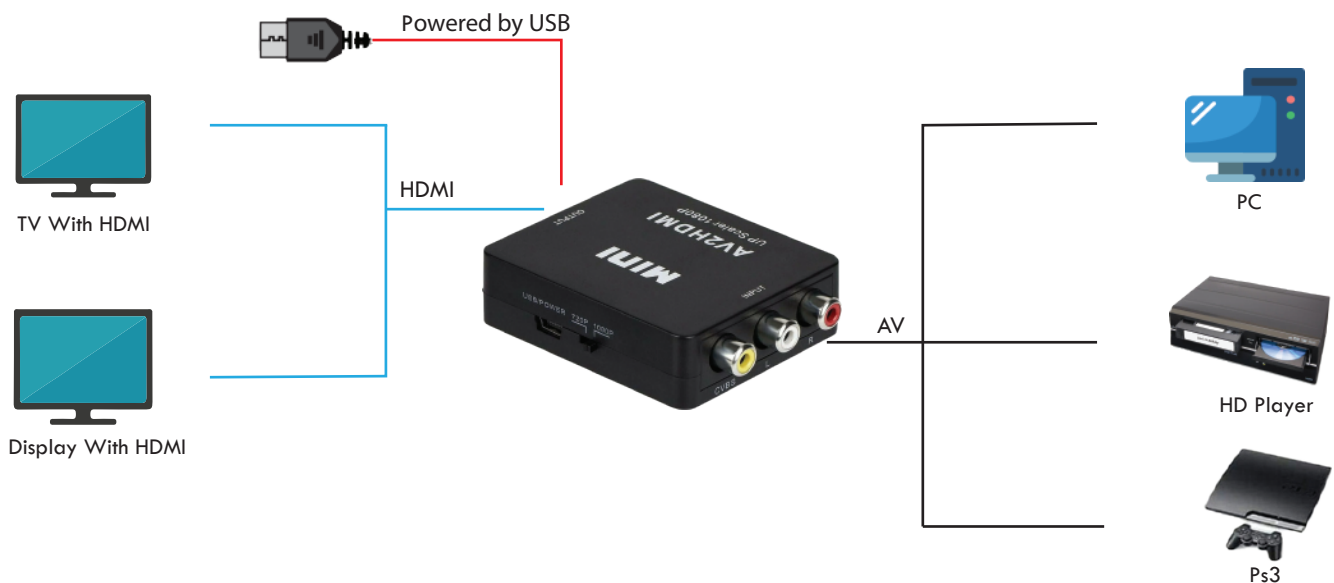 Powered by USB
TV With HDMI
HDMI
Display With HDMI
OUTPUT
MINI
AV2HDMI
UP Scaler 1080P
INPUT
USB/POWER 720P 1080P
CVBS L R
AV
PC
HD Player
Ps3